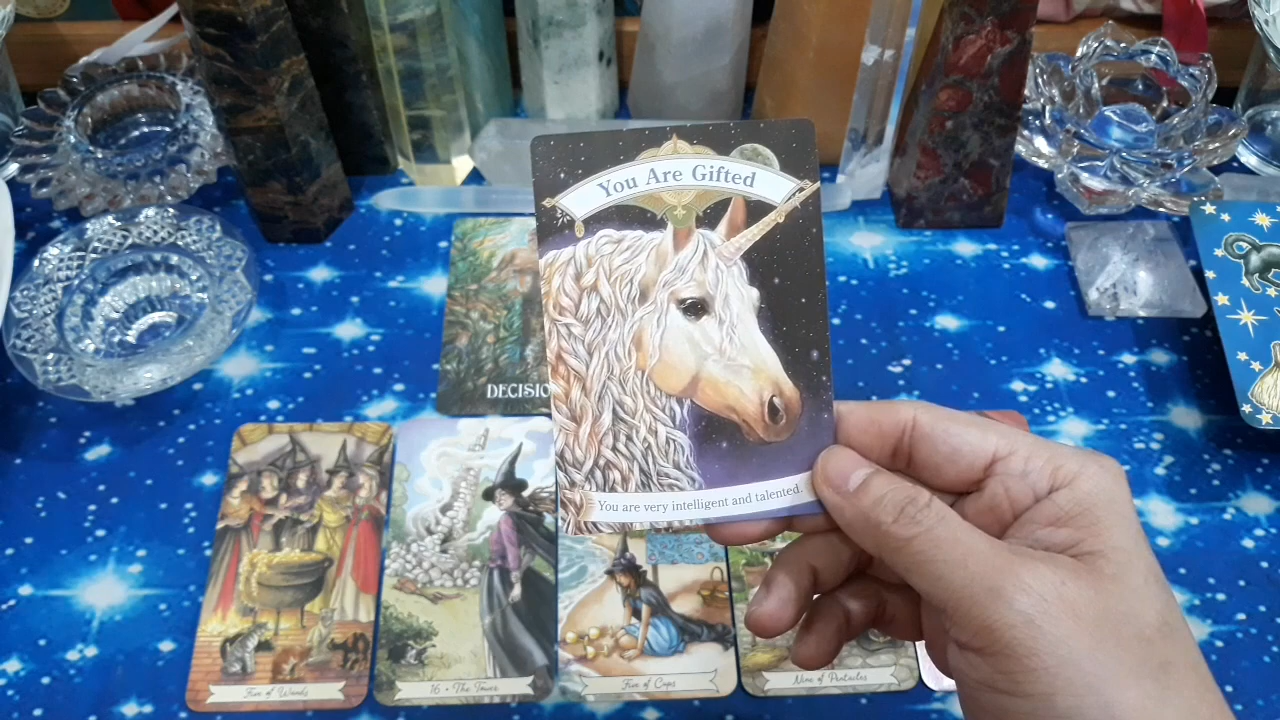 You Are Gifted
You are very intelligent and talented.
DECISIO
Five of Wands
16 • The Tower
Five of Cups
Nine of Pentacles